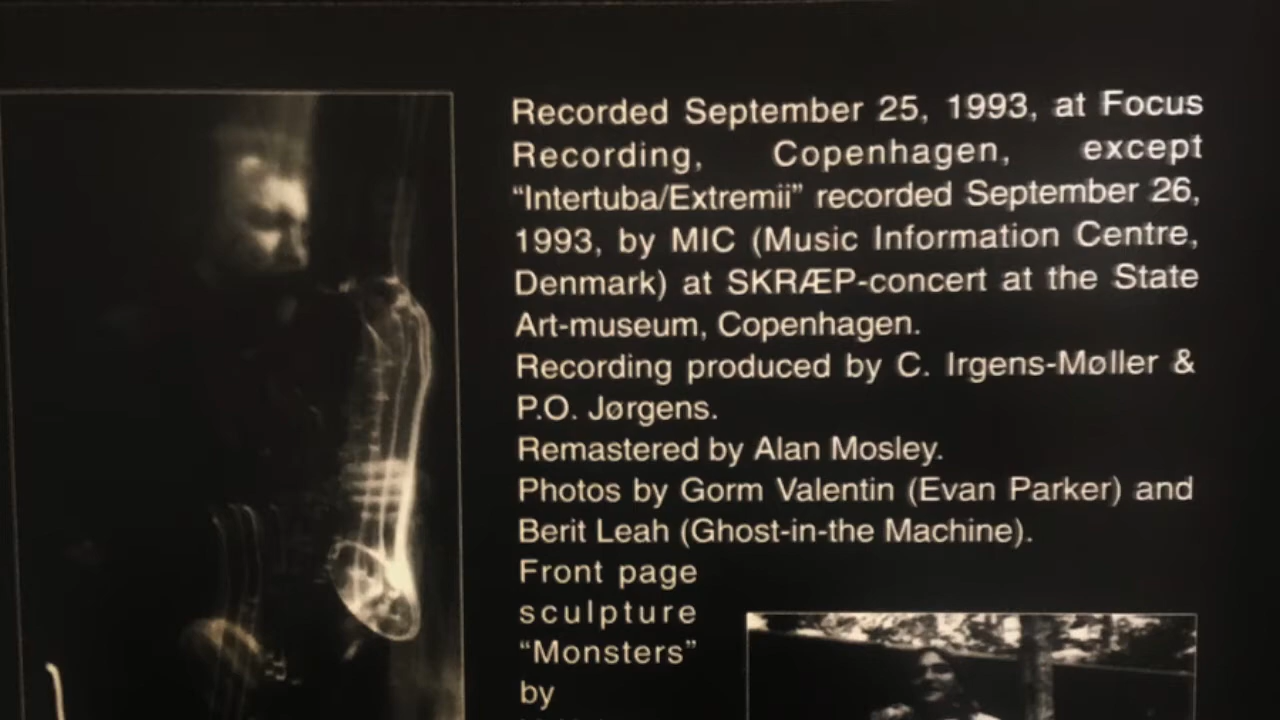 Recorded September 25, 1993, at Focus
Recording, Copenhagen, except
“Intertuba/Extremii” recorded September 26,
1993, by MIC (Music Information Centre,
Denmark) at SKRÆP-concert at the State
Art-museum, Copenhagen.
Recording produced by C. Irgens-Møller &
P.O. Jørgens.
Remastered by Alan Mosley.
Photos by Gorm Valentin (Evan Parker) and
Berit Leah (Ghost-in-the Machine).
Front page
sculpture
“Monsters”
by